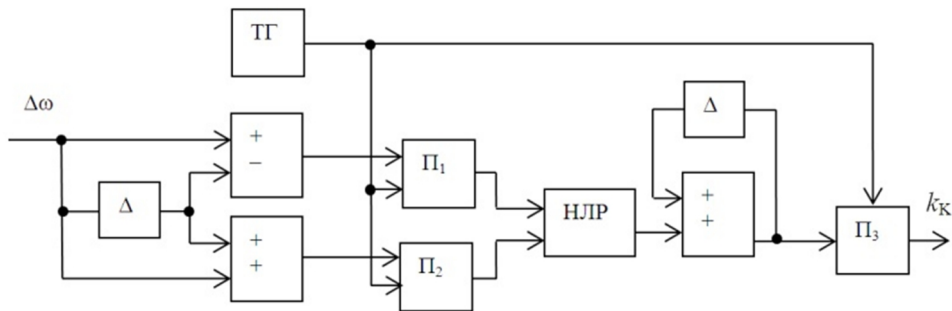 ТГ
Δω
+
−
Δ
П₁
Δ
+
+
НЛР
+
+
П₂
П₃
kК